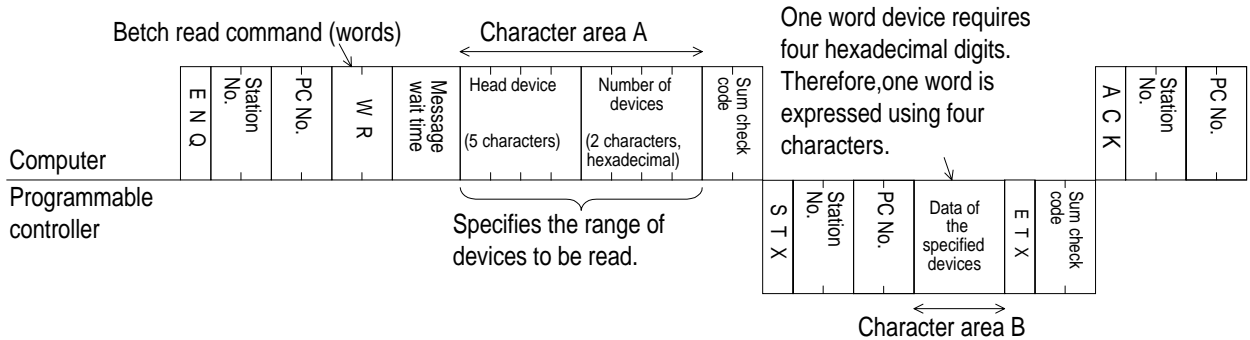 Betch read command (words)
Character area A
One word device requires
four hexadecimal digits.
Therefore,one word is
expressed using four
characters.
Computer
E N Q
Station
No.
PC No.
W R
Message
wait time
Head device
(5 characters)
Number of
devices
(2 characters,
hexadecimal)
Sum check
code
A C K
Station
No.
PC No.
Programmable
controller
Specifies the range of
devices to be read.
S T X
Station
No.
PC No.
Data of
the
specified
devices
E T X
Sum check
code
Character area B